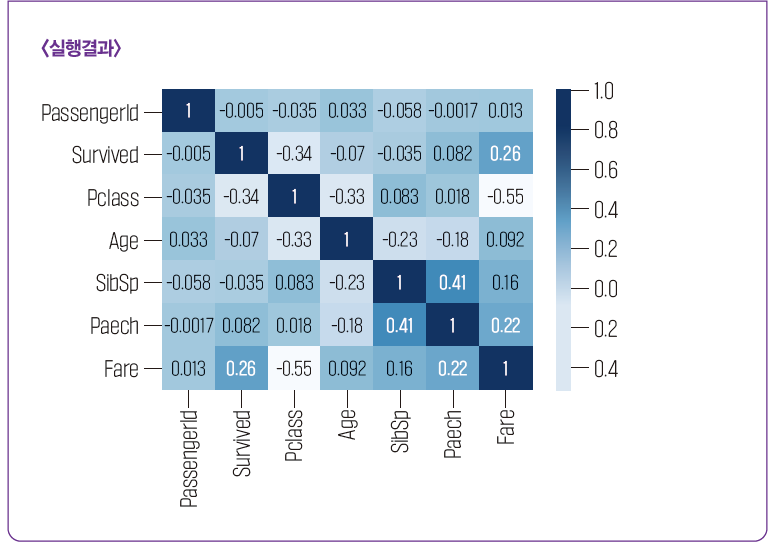 〈실행결과〉
PassengerId 1 -0.005 -0.035 0.033 -0.058 -0.0017 0.013
Survived -0.005 1 -0.34 -0.07 -0.035 0.082 0.26
Pclass -0.035 -0.34 1 -0.33 0.083 0.018 -0.55
Age 0.033 -0.07 -0.33 1 -0.23 -0.18 0.092
SibSp -0.058 -0.035 0.083 -0.23 1 0.41 0.16
Paech -0.0017 0.082 0.018 -0.18 0.41 1 0.22
Fare 0.013 0.26 -0.55 0.092 0.16 0.22 1
PassengerId Survived Pclass Age SibSp Paech Fare
1.0
0.8
0.6
0.4
0.2
0.0
0.2
0.4